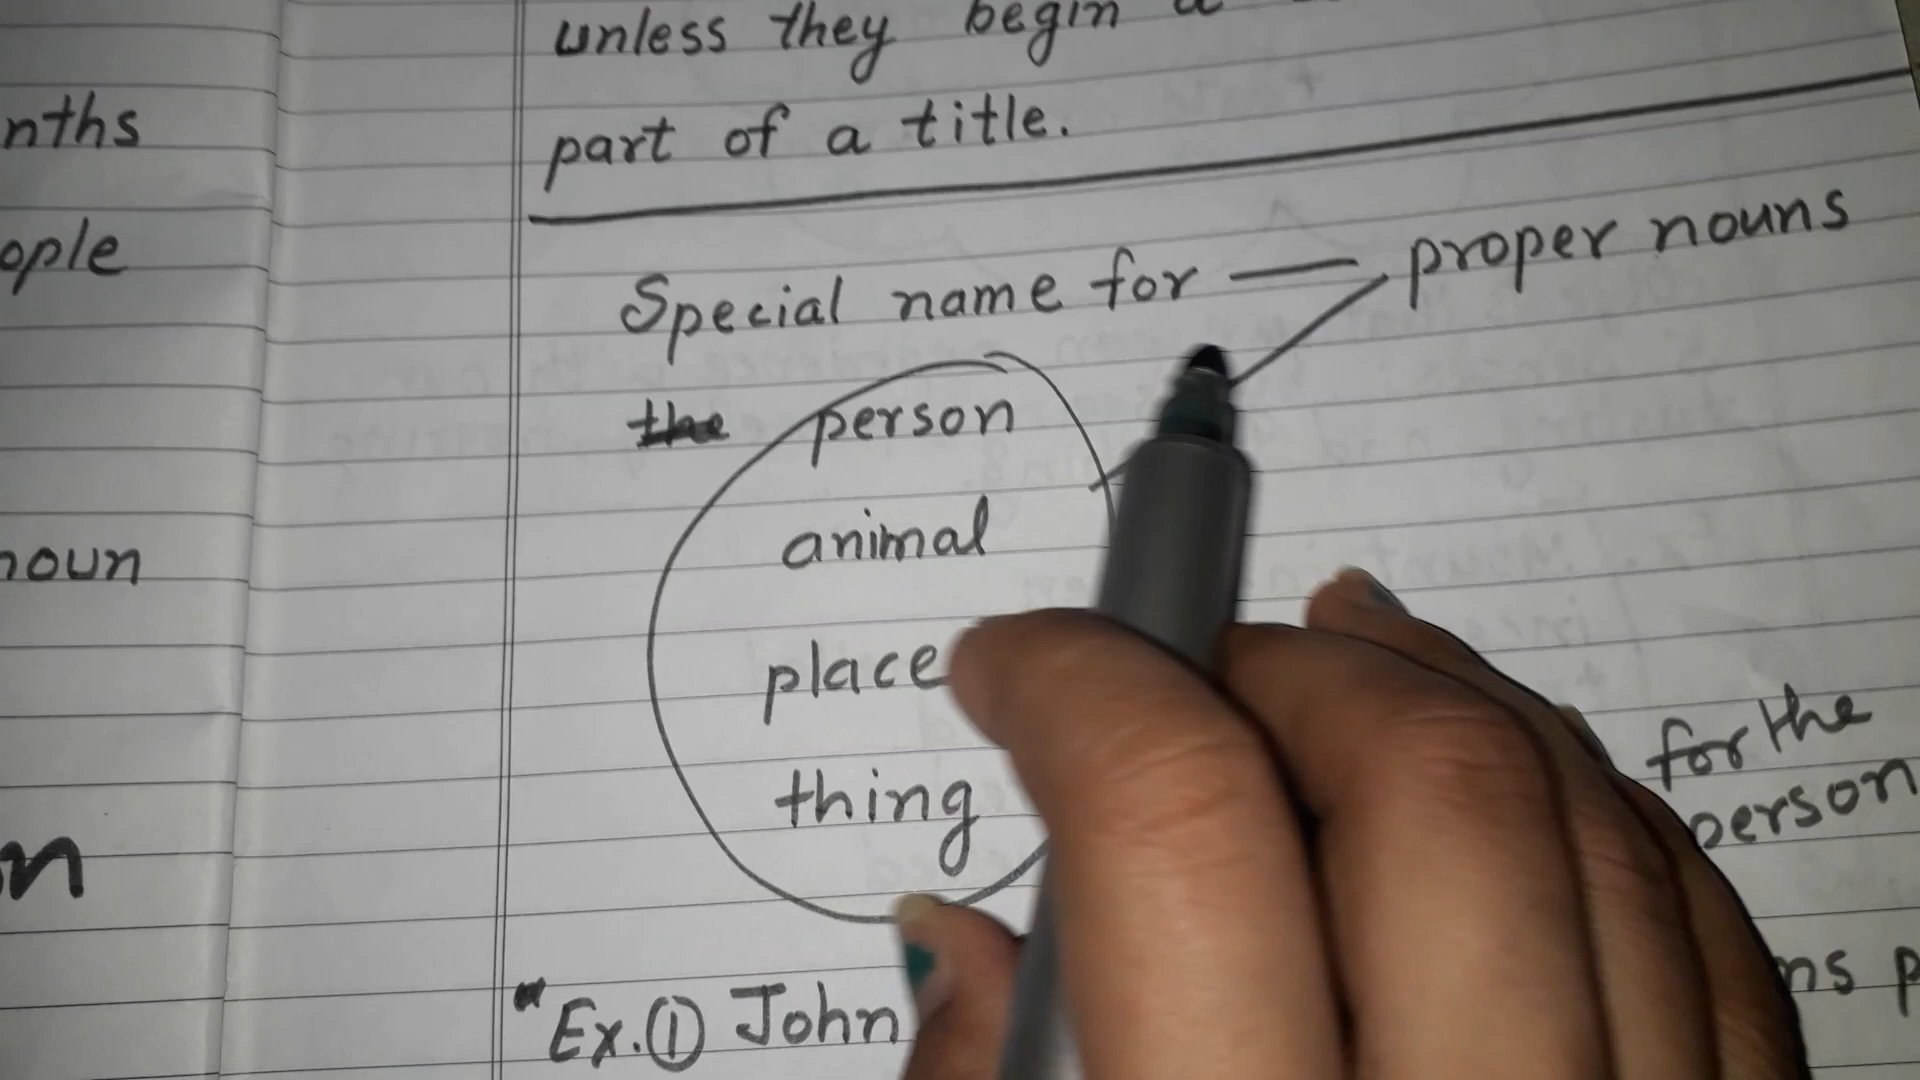 unless they begin a
part of a title.
Special name for — proper nouns
the person
animal
place
thing
for the
person
Ex. ① John
ns p
nths
ople
noun
n